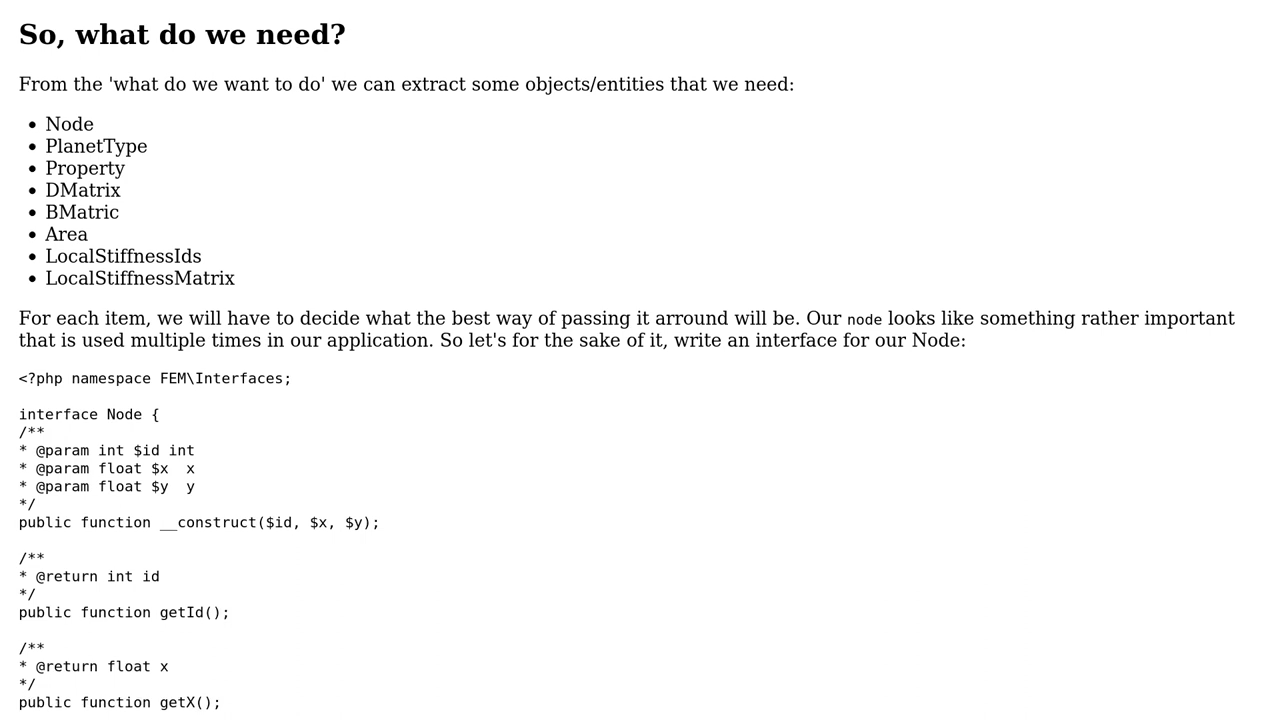 So, what do we need?
From the 'what do we want to do' we can extract some objects/entities that we need:
• Node
• PlanetType
• Property
• DMatrix
• BMatric
• Area
• LocalStiffnessIds
• LocalStiffnessMatrix
For each item, we will have to decide what the best way of passing it arround will be. Our node looks like something rather important
that is used multiple times in our application. So let's for the sake of it, write an interface for our Node:
<?php namespace FEM\Interfaces;
interface Node {
/**
* @param int $id int
* @param float $x  x
* @param float $y  y
*/
public function __construct($id, $x, $y);
/**
* @return int id
*/
public function getId();
/**
* @return float x
*/
public function getX();